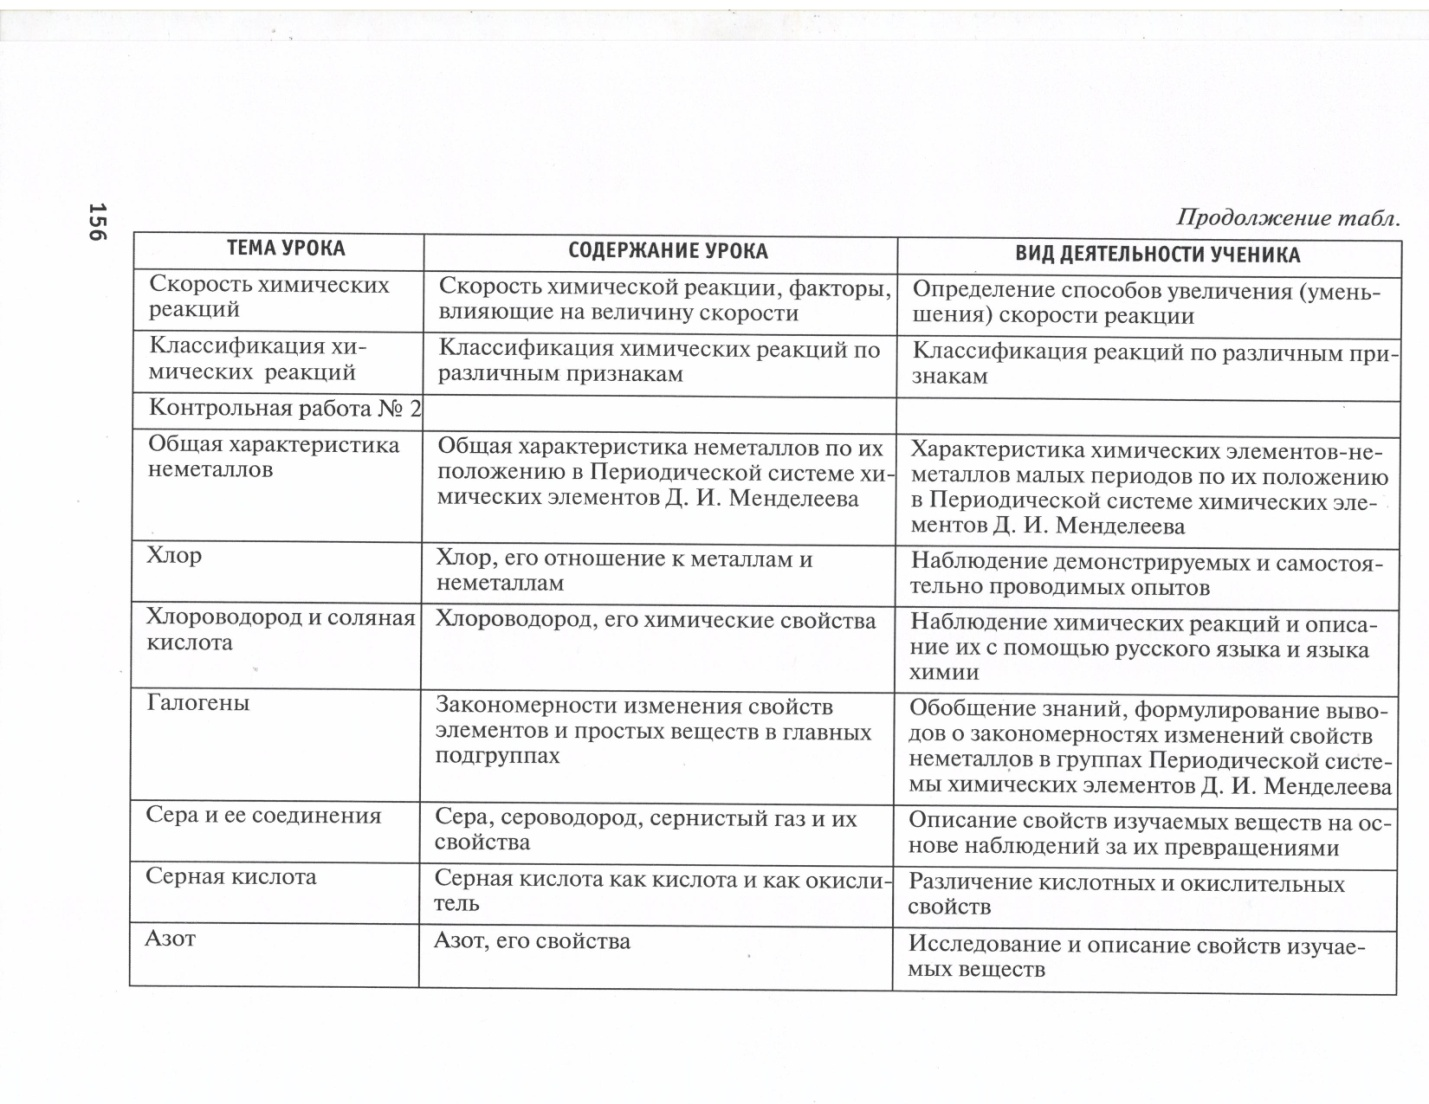 156
Продолжение табл.
ТЕМА УРОКА
СОДЕРЖАНИЕ УРОКА
ВИД ДЕЯТЕЛЬНОСТИ УЧЕНИКА
Скорость химических
реакций
Скорость химической реакции, факторы,
влияющие на величину скорости
Определение способов увеличения (умень-
шения) скорости реакции
Классификация хи-
мических реакций
Классификация химических реакций по
различным признакам
Классификация реакций по различным при-
знакам
Контрольная работа № 2
Общая характеристика
неметаллов
Общая характеристика неметаллов по их
положению в Периодической системе хи-
мических элементов Д. И. Менделеева
Характеристика химических элементов-не-
металлов малых периодов по их положению
в Периодической системе химических эле-
ментов Д. И. Менделеева
Хлор
Хлор, его отношение к металлам и
неметаллам
Наблюдение демонстрируемых и самостоя-
тельно проводимых опытов
Хлороводород и соляная
кислота
Хлороводород, его химические свойства
Наблюдение химических реакций и описа-
ние их с помощью русского языка и языка
химии
Галогены
Закономерности изменения свойств
элементов и простых веществ в главных
подгруппах
Обобщение знаний, формулирование выво-
дов о закономерностях изменений свойств
неметаллов в группах Периодической систе-
мы химических элементов Д. И. Менделеева
Сера и ее соединения
Сера, сероводород, сернистый газ и их
свойства
Описание свойств изучаемых веществ на ос-
нове наблюдений за их превращениями
Серная кислота
Серная кислота как кислота и как окисли-
тель
Различение кислотных и окислительных
свойств
Азот
Азот, его свойства
Исследование и описание свойств изучае-
мых веществ